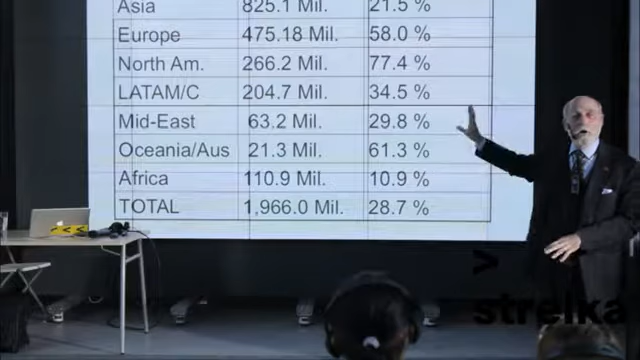 Asia 825.1 Mil. 21.5 %
Europe 475.18 Mil. 58.0 %
North Am. 266.2 Mil. 77.4 %
LATAM/C 204.7 Mil. 34.5 %
Mid-East 63.2 Mil. 29.8 %
Oceania/Aus 21.3 Mil. 61.3 %
Africa 110.9 Mil. 10.9 %
TOTAL 1,966.0 Mil. 28.7 %
>
strelka